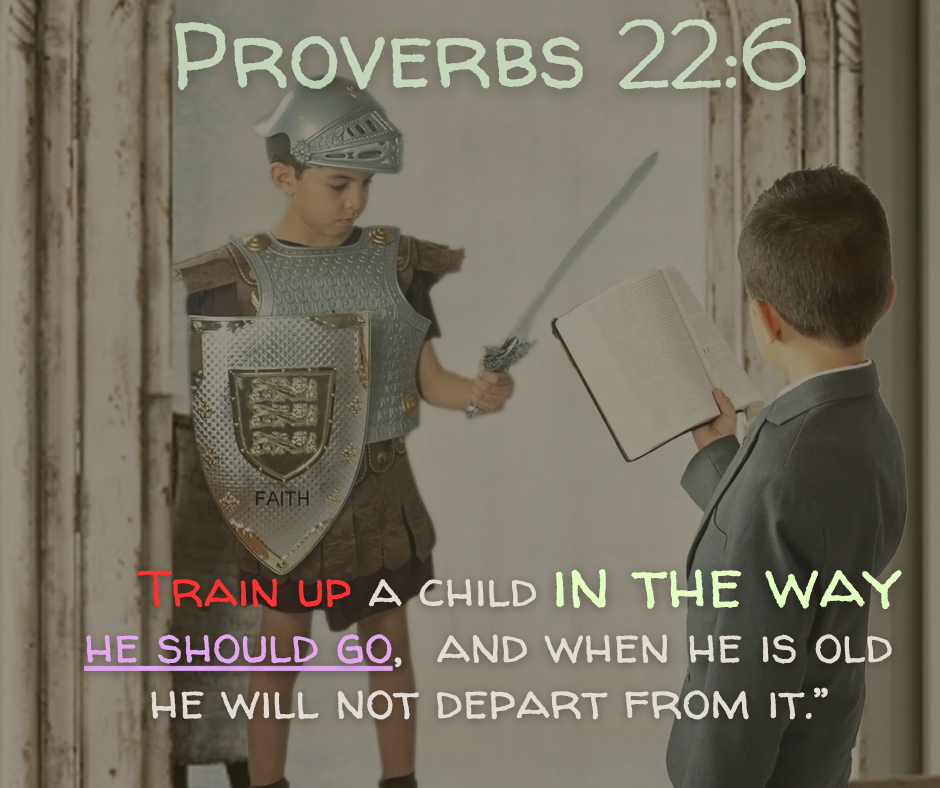 Proverbs 22:6
FAITH
Train up a child in the way
he should go, and when he is old
he will not depart from it.”